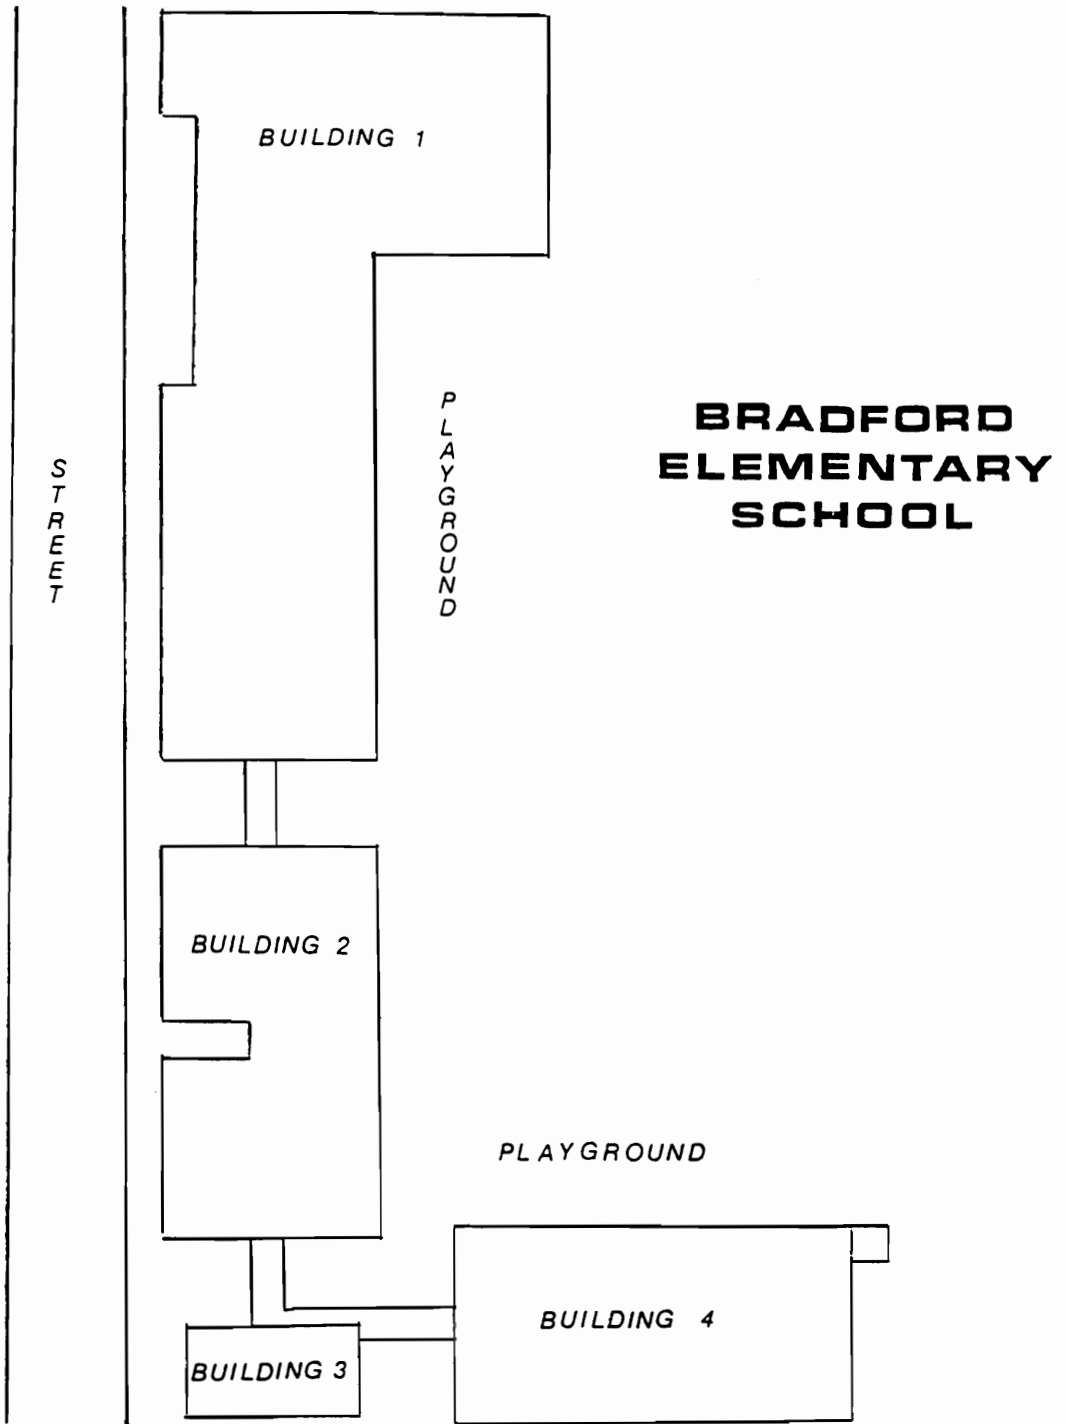 BUILDING 1
BRADFORD
ELEMENTARY
SCHOOL
PLAYGROUND
STREET
BUILDING 2
PLAYGROUND
BUILDING 4
BUILDING 3